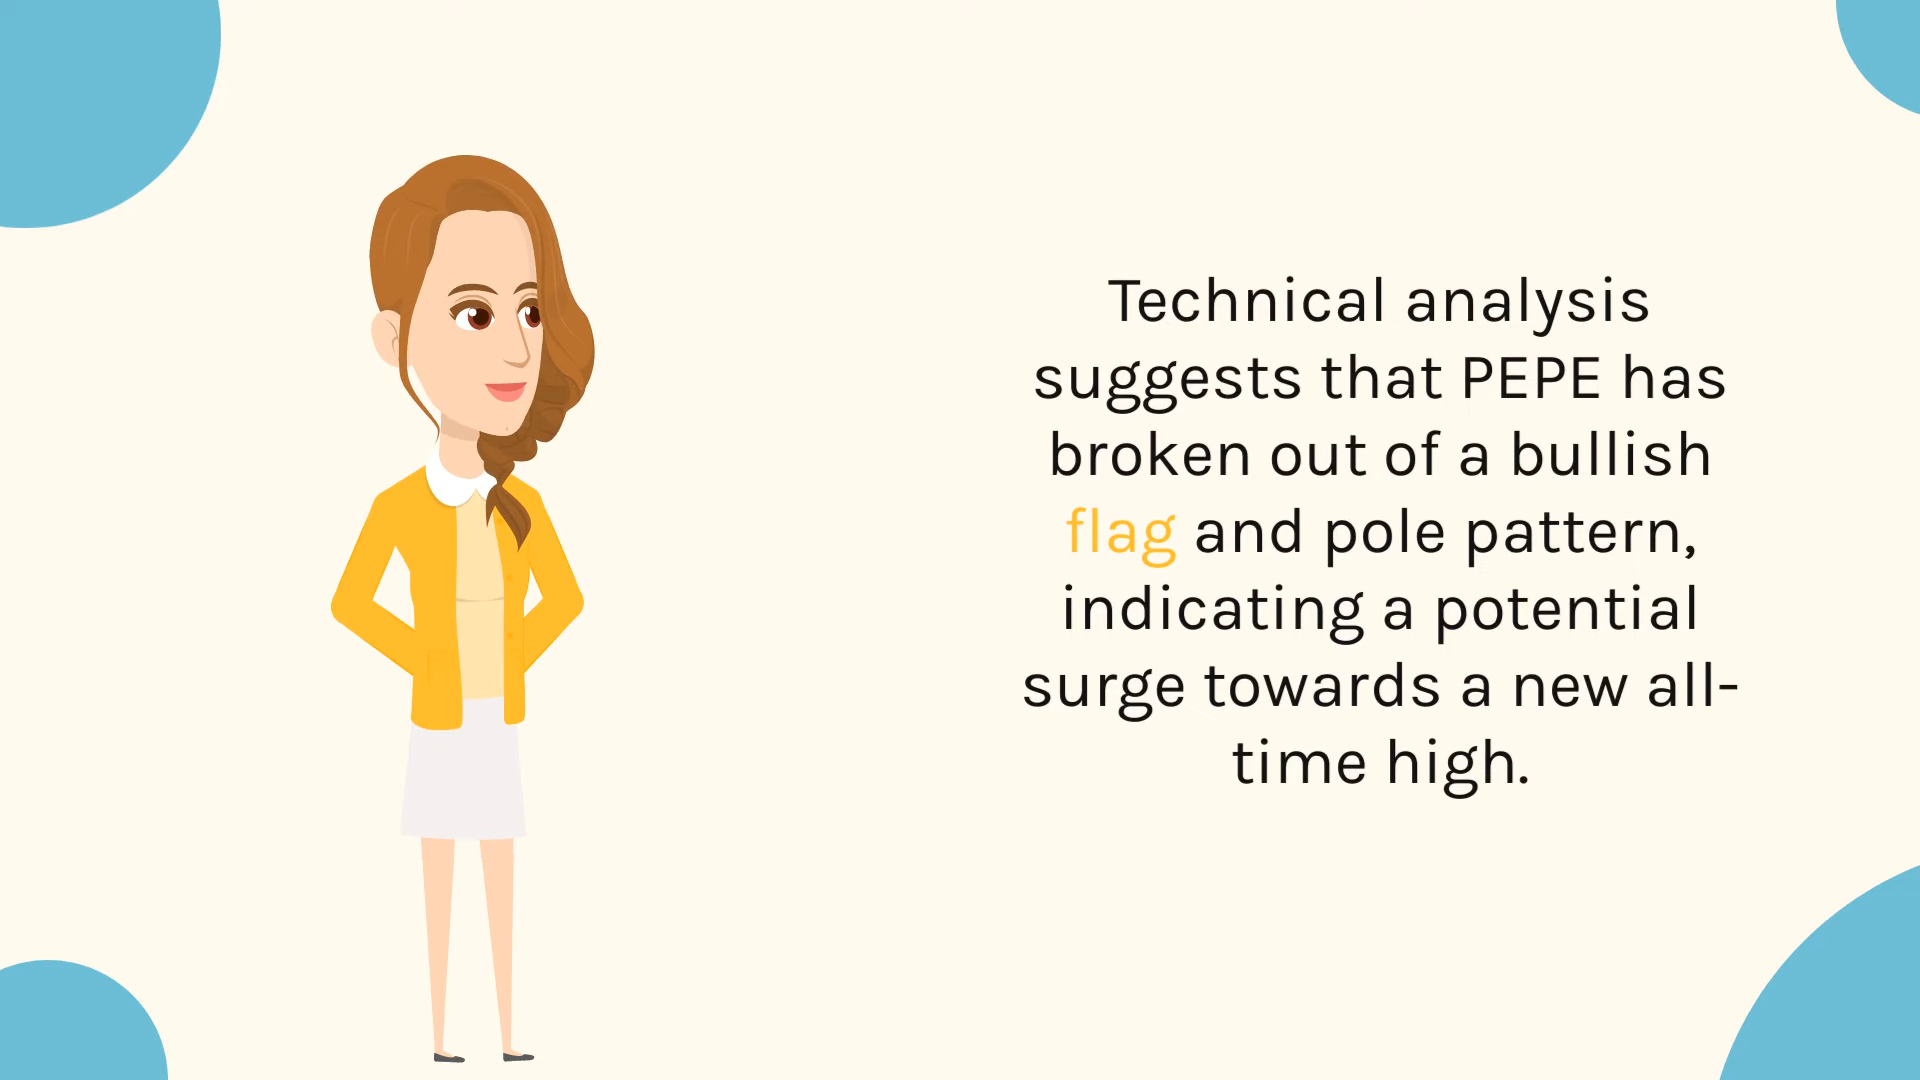 Technical analysis
suggests that PEPE has
broken out of a bullish
flag and pole pattern,
indicating a potential
surge towards a new all-
time high.